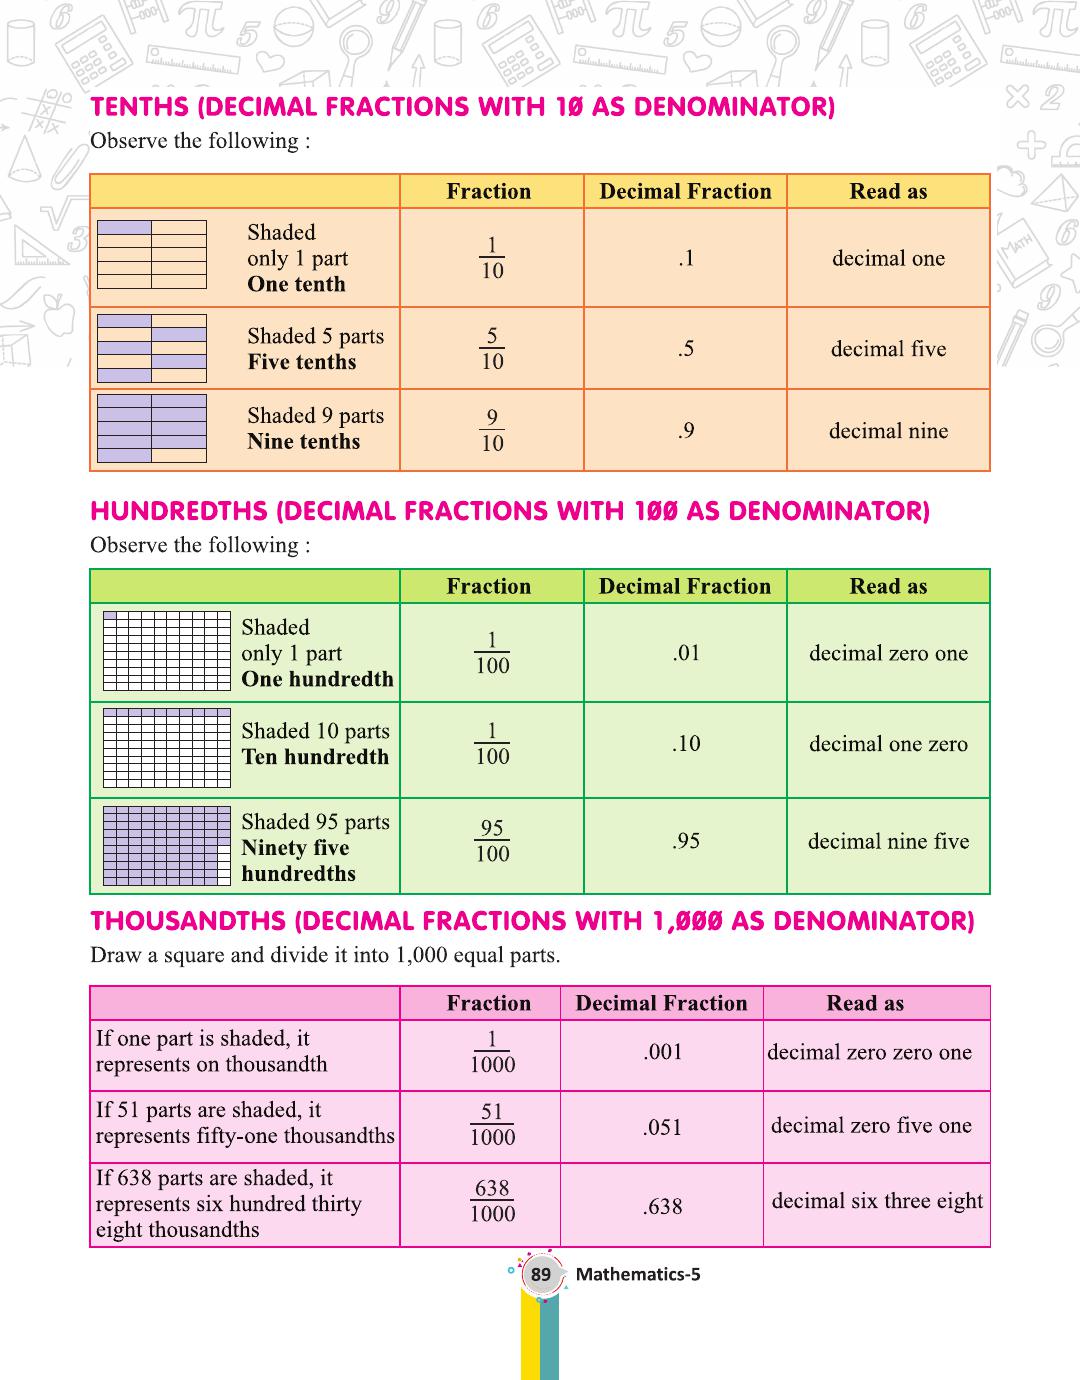 TENTHS (DECIMAL FRACTIONS WITH 10 AS DENOMINATOR)
Observe the following :
Fraction Decimal Fraction Read as
Shaded
only 1 part
One tenth
1/10 .1 decimal one
Shaded 5 parts
Five tenths
5/10 .5 decimal five
Shaded 9 parts
Nine tenths
9/10 .9 decimal nine
HUNDREDTHS (DECIMAL FRACTIONS WITH 100 AS DENOMINATOR)
Observe the following :
Fraction Decimal Fraction Read as
Shaded
only 1 part
One hundredth
1/100 .01 decimal zero one
Shaded 10 parts
Ten hundredth
1/100 .10 decimal one zero
Shaded 95 parts
Ninety five
hundredths
95/100 .95 decimal nine five
THOUSANDTHS (DECIMAL FRACTIONS WITH 1,000 AS DENOMINATOR)
Draw a square and divide it into 1,000 equal parts.
Fraction Decimal Fraction Read as
If one part is shaded, it
represents on thousandth
1/1000 .001 decimal zero zero one
If 51 parts are shaded, it
represents fifty-one thousandths
51/1000 .051 decimal zero five one
If 638 parts are shaded, it
represents six hundred thirty
eight thousandths
638/1000 .638 decimal six three eight
89 Mathematics-5